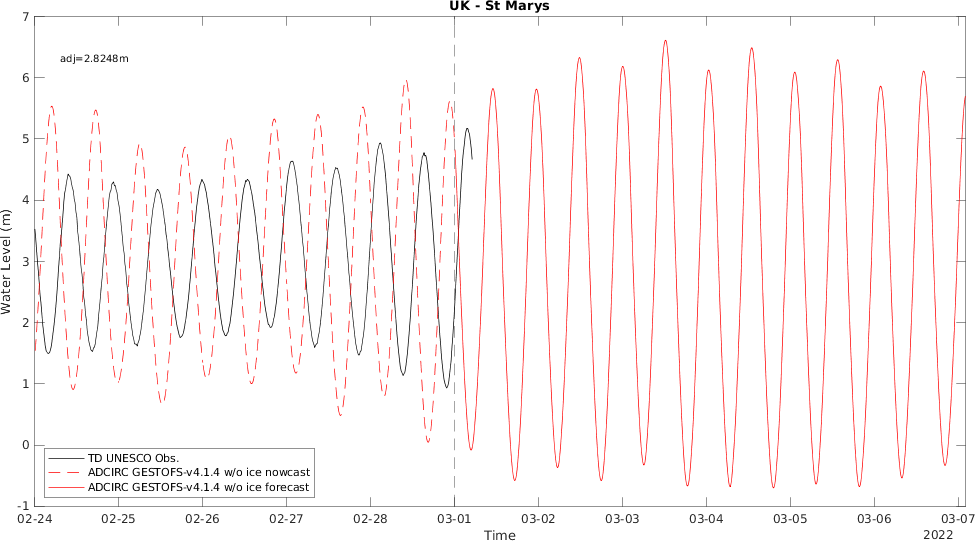 UK - St Marys
adj=2.8248m
Water Level (m)
7
6
5
4
3
2
1
0
-1
TD UNESCO Obs.
ADCIRC GESTOFS-v4.1.4 w/o ice nowcast
ADCIRC GESTOFS-v4.1.4 w/o ice forecast
02-24 02-25 02-26 02-27 02-28 03-01 03-02 03-03 03-04 03-05 03-06 03-07
Time
2022